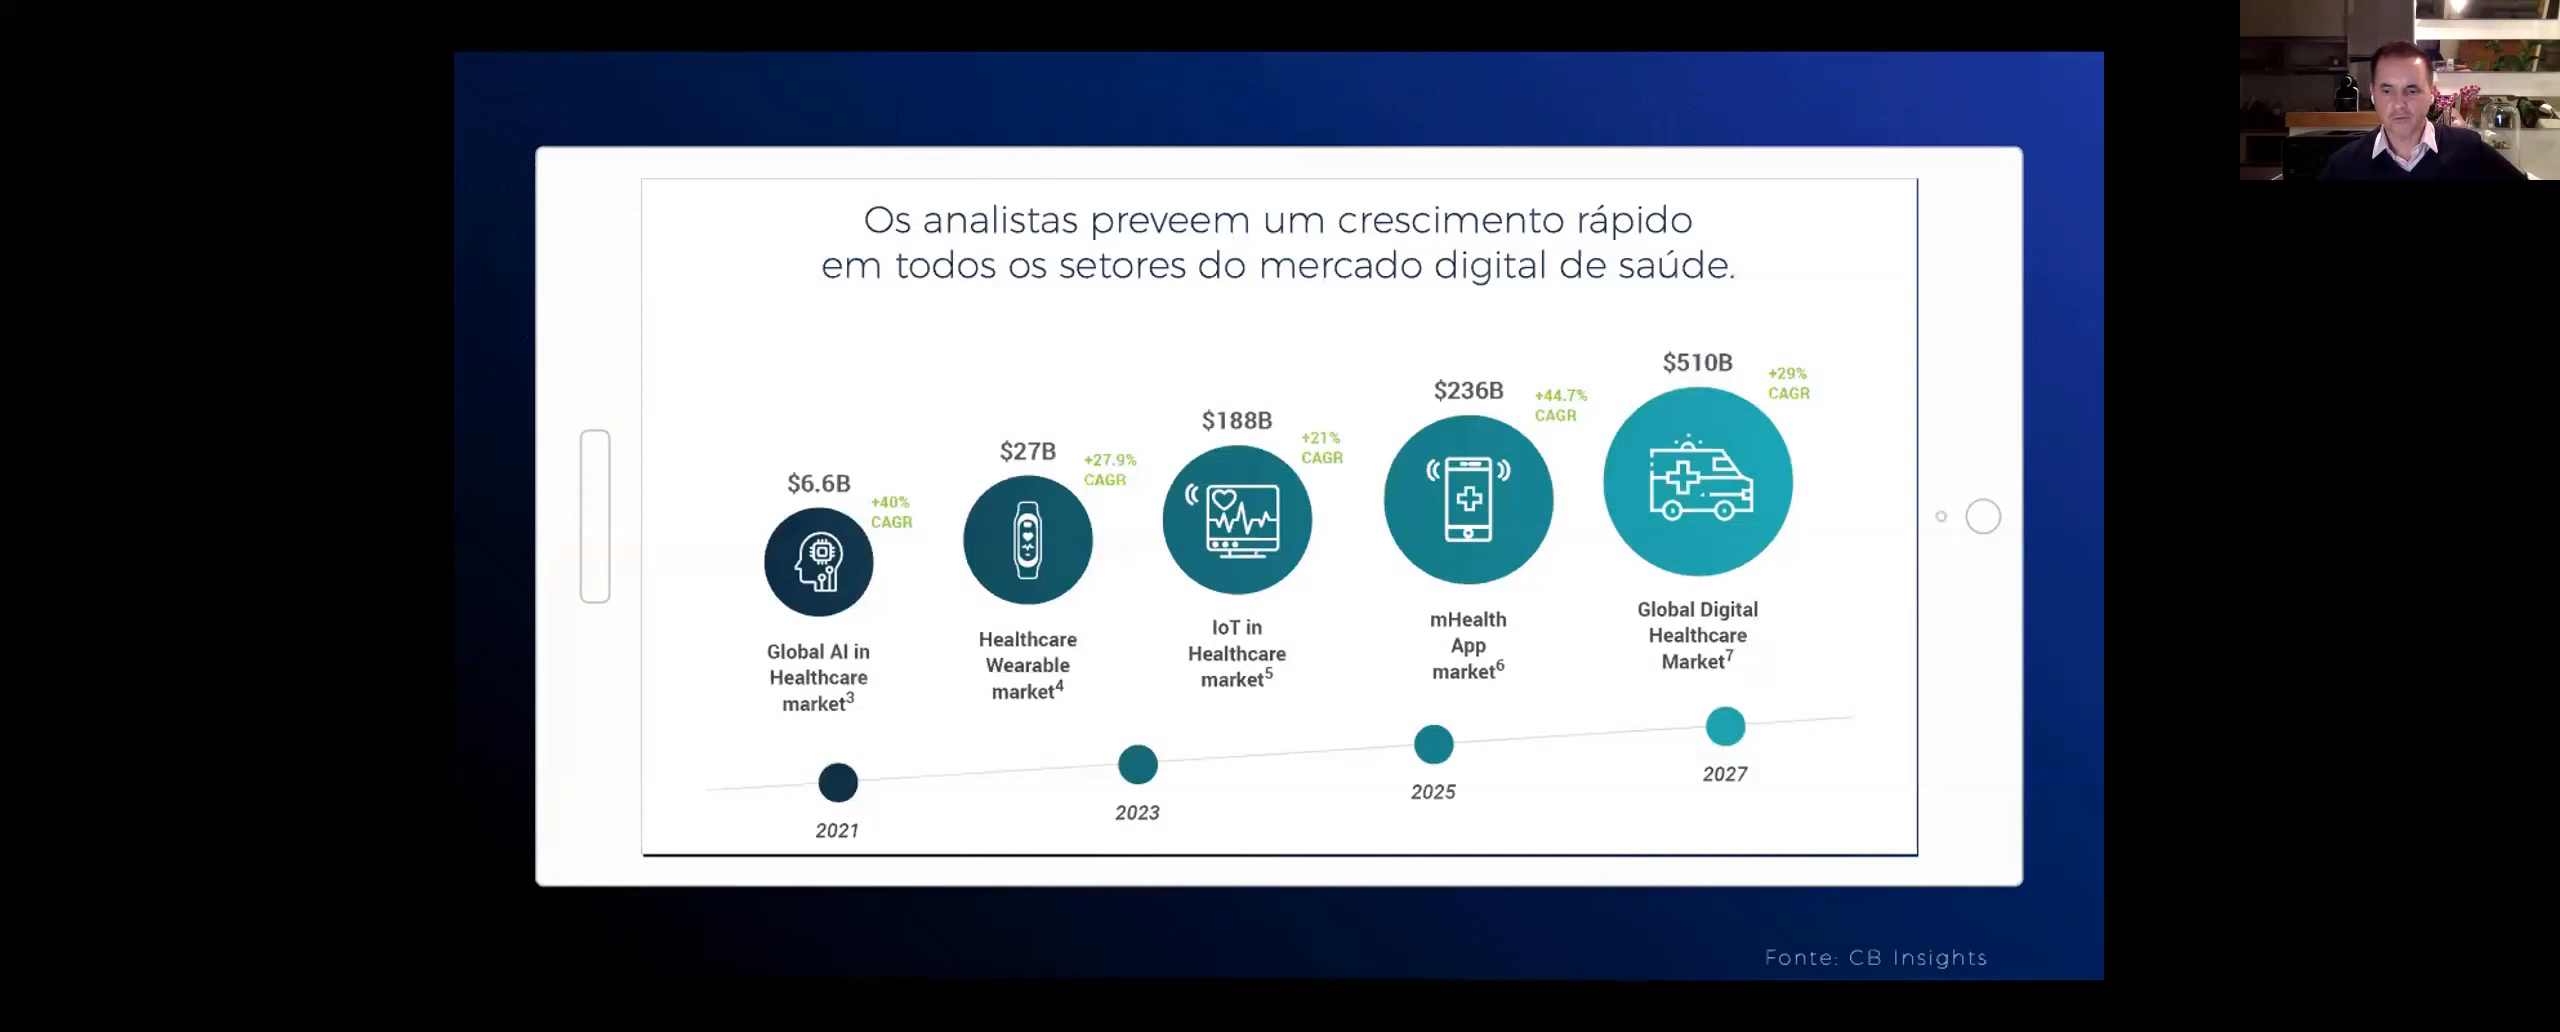 Os analistas preveem um crescimento rápido
em todos os setores do mercado digital de saúde.
$6.6B
+40%
CAGR
Global AI in
Healthcare
market3
$27B
+27.9%
CAGR
Healthcare
Wearable
market4
$188B
+21%
CAGR
IoT in
Healthcare
market5
$236B
+44.7%
CAGR
mHealth
App
market6
$510B
+29%
CAGR
Global Digital
Healthcare
Market7
2021
2023
2025
2027
Fonte: CB Insights